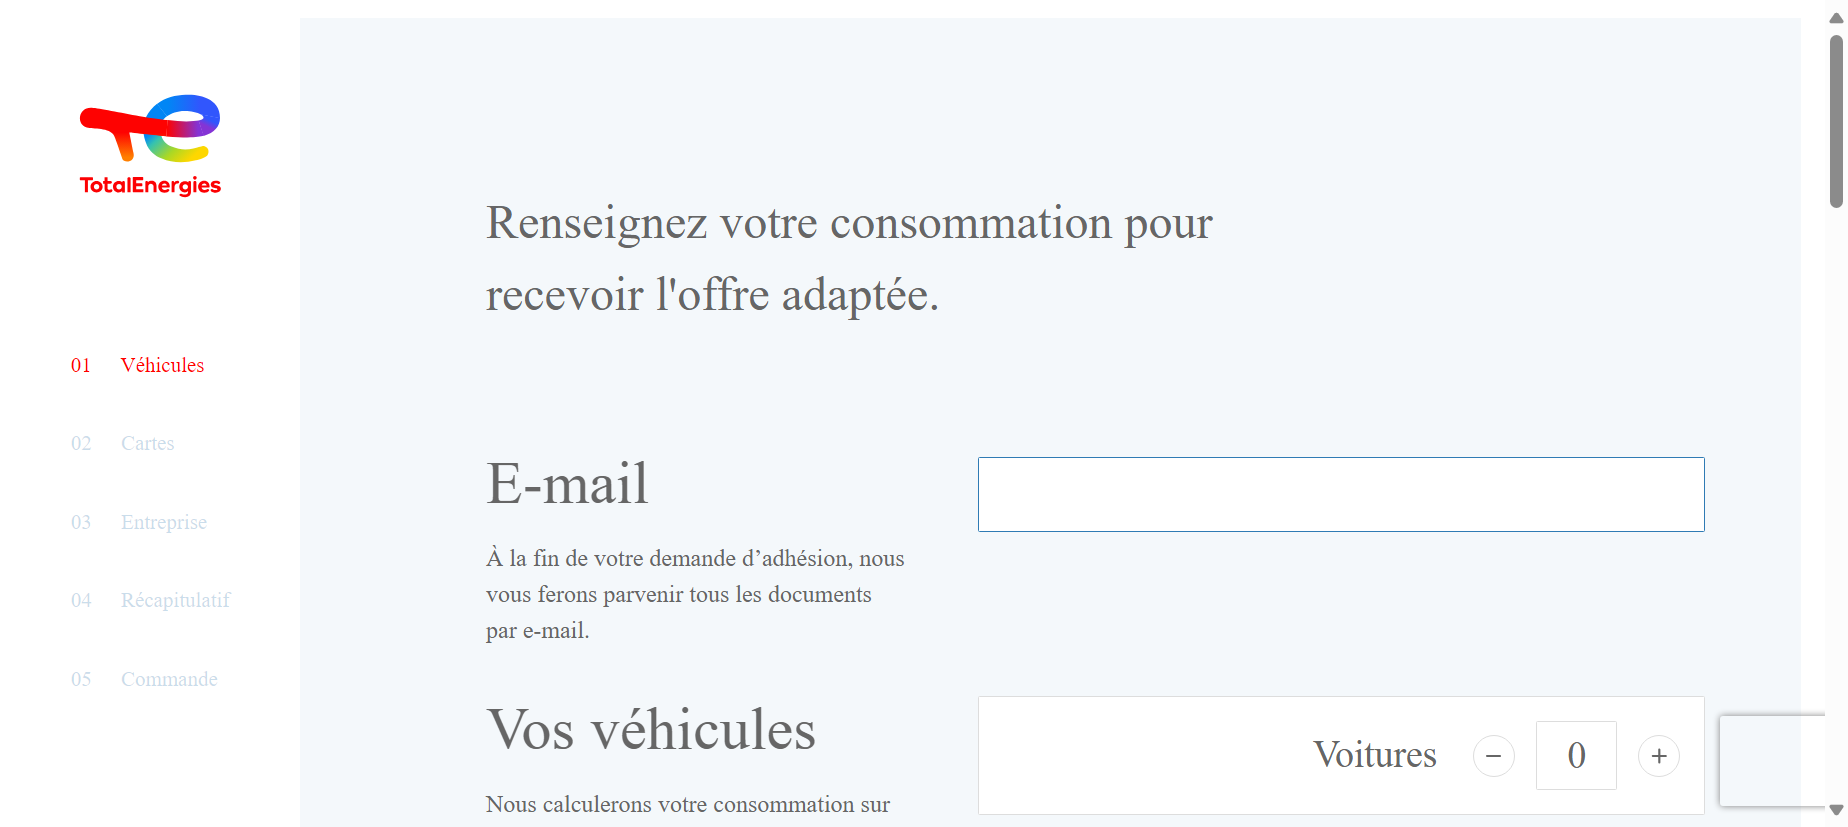 TotalEnergies
01 Véhicules
02 Cartes
03 Entreprise
04 Récapitulatif
05 Commande
Renseignez votre consommation pour
recevoir l'offre adaptée.
E-mail
À la fin de votre demande d’adhésion, nous
vous ferons parvenir tous les documents
par e-mail.
Vos véhicules
Nous calculerons votre consommation sur
Voitures − 0 +